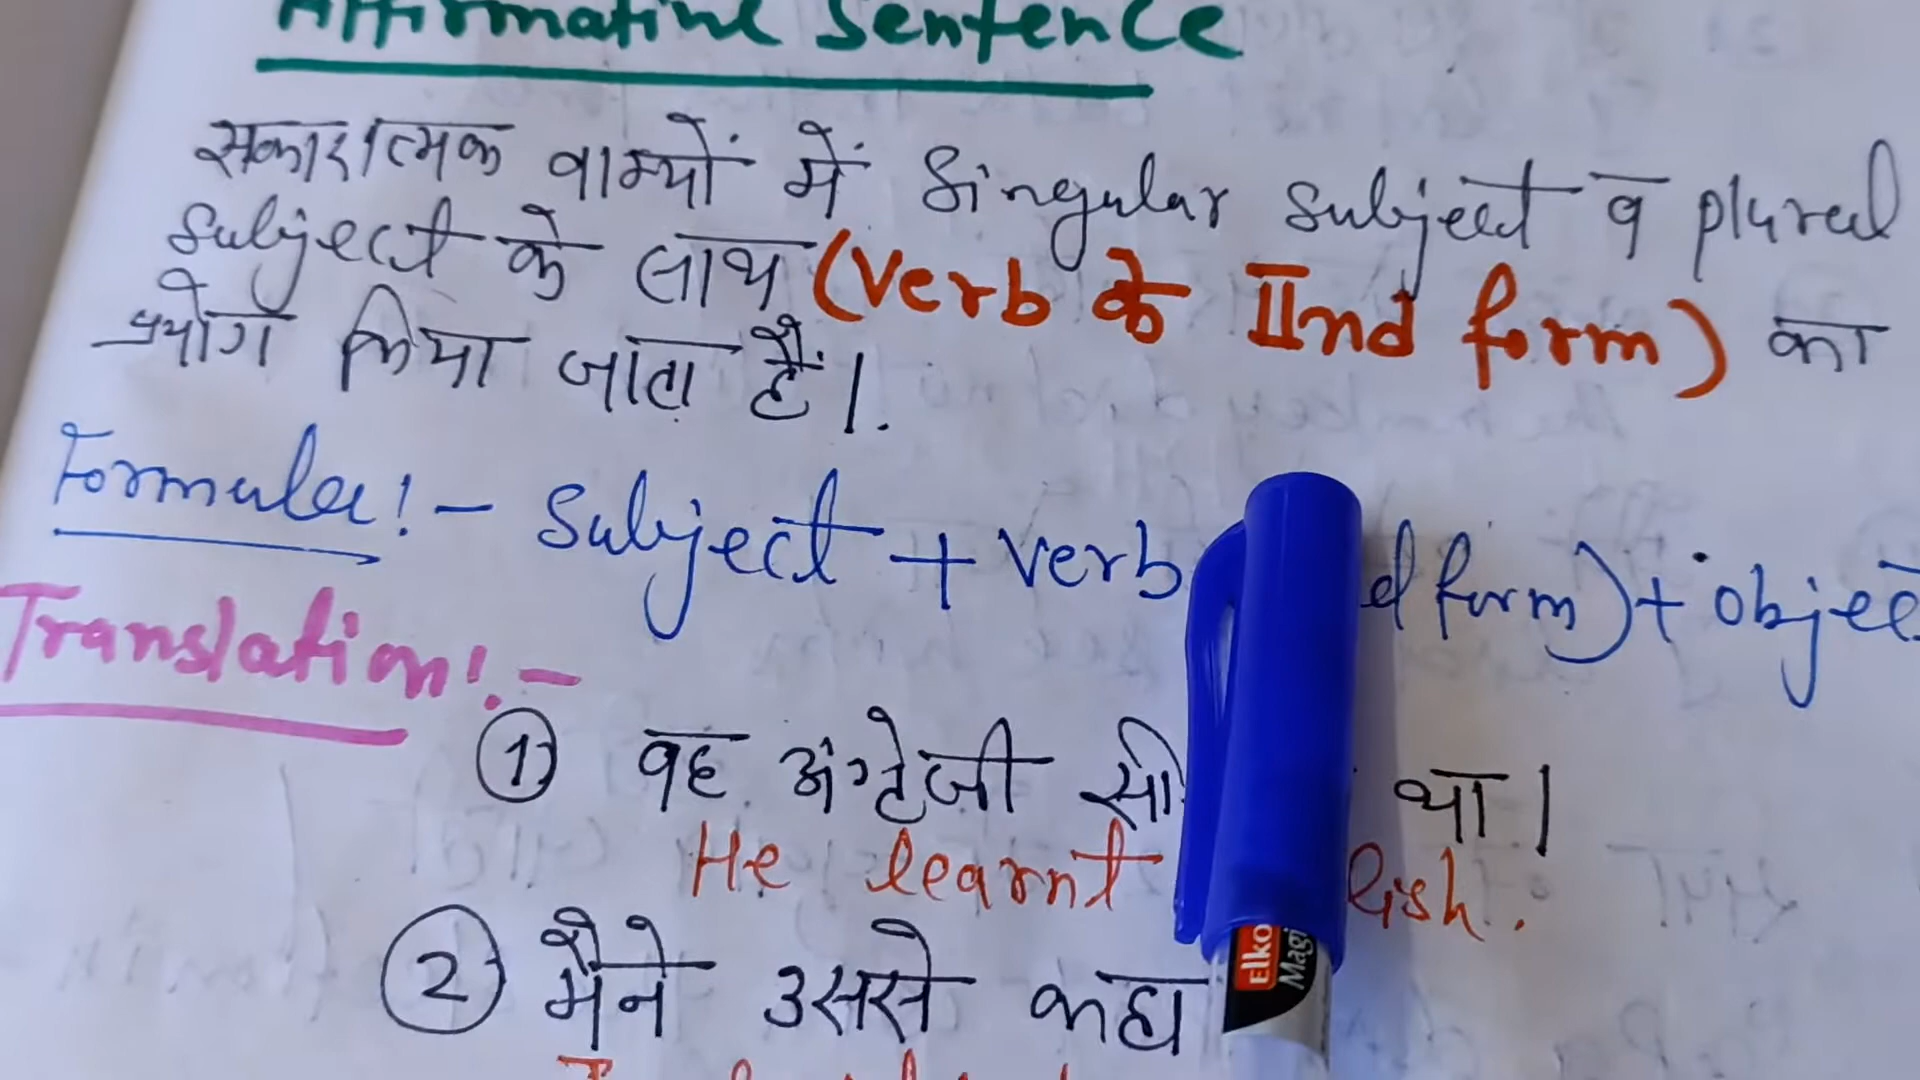 Affirmative Sentence
सकारात्मक वाक्यों में Singular Subject व plural
Subject के साथ (Verb के IInd form) का
प्रयोग किया जाता है।.
Formula:- Subject + verb d form) + object
Translation:-
① वह अंग्रेजी सी था।
He learnt lish.
② मैंने उससे कहा
Elko
Magi